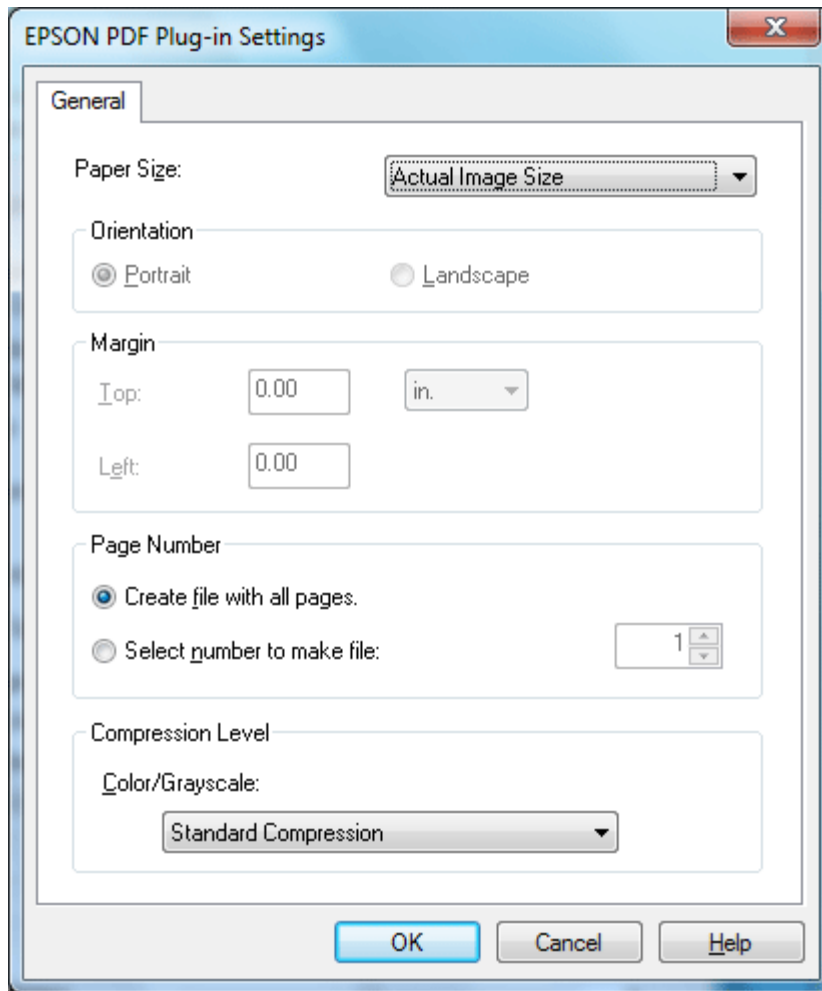 EPSON PDF Plug-in Settings
General
Paper Size: Actual Image Size
Orientation
Portrait Landscape
Margin
Top: 0.00 in.
Left: 0.00
Page Number
Create file with all pages.
Select number to make file: 1
Compression Level
Color/Grayscale:
Standard Compression
OK Cancel Help